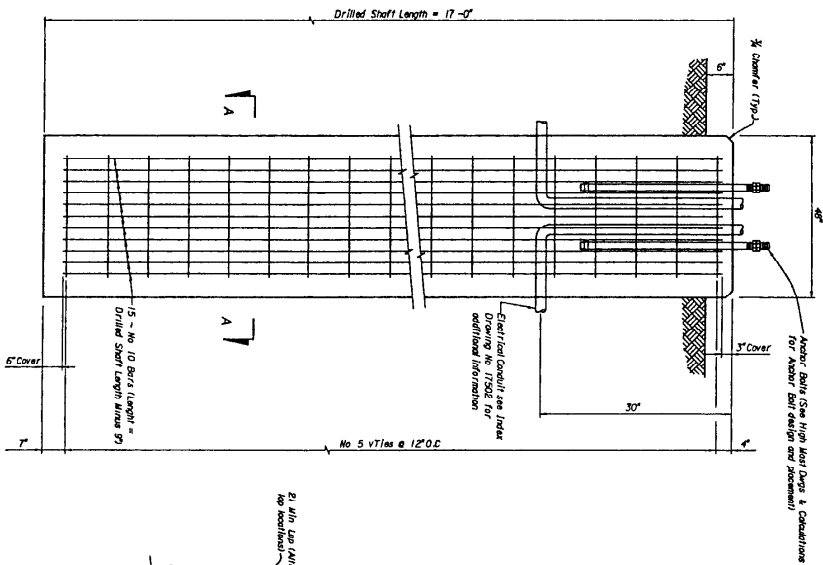 Drilled Shaft Length = 17'-0"
¾ Chamfer (Typ.)
6"
48"
Anchor Bolts (See High Mast Dwgs & Calculations
for Anchor Bolt design and placement)
A
A
3" Cover
Electrical Conduit see Index
Drawing No 17502 for
additional information
30"
15 ~ No 10 Bars (Lenght =
Drilled Shaft Length Minus 9")
6" Cover
7"
No 5 vTies @ 12" O.C
4"
21 Min Lap (Alt
lap locations)